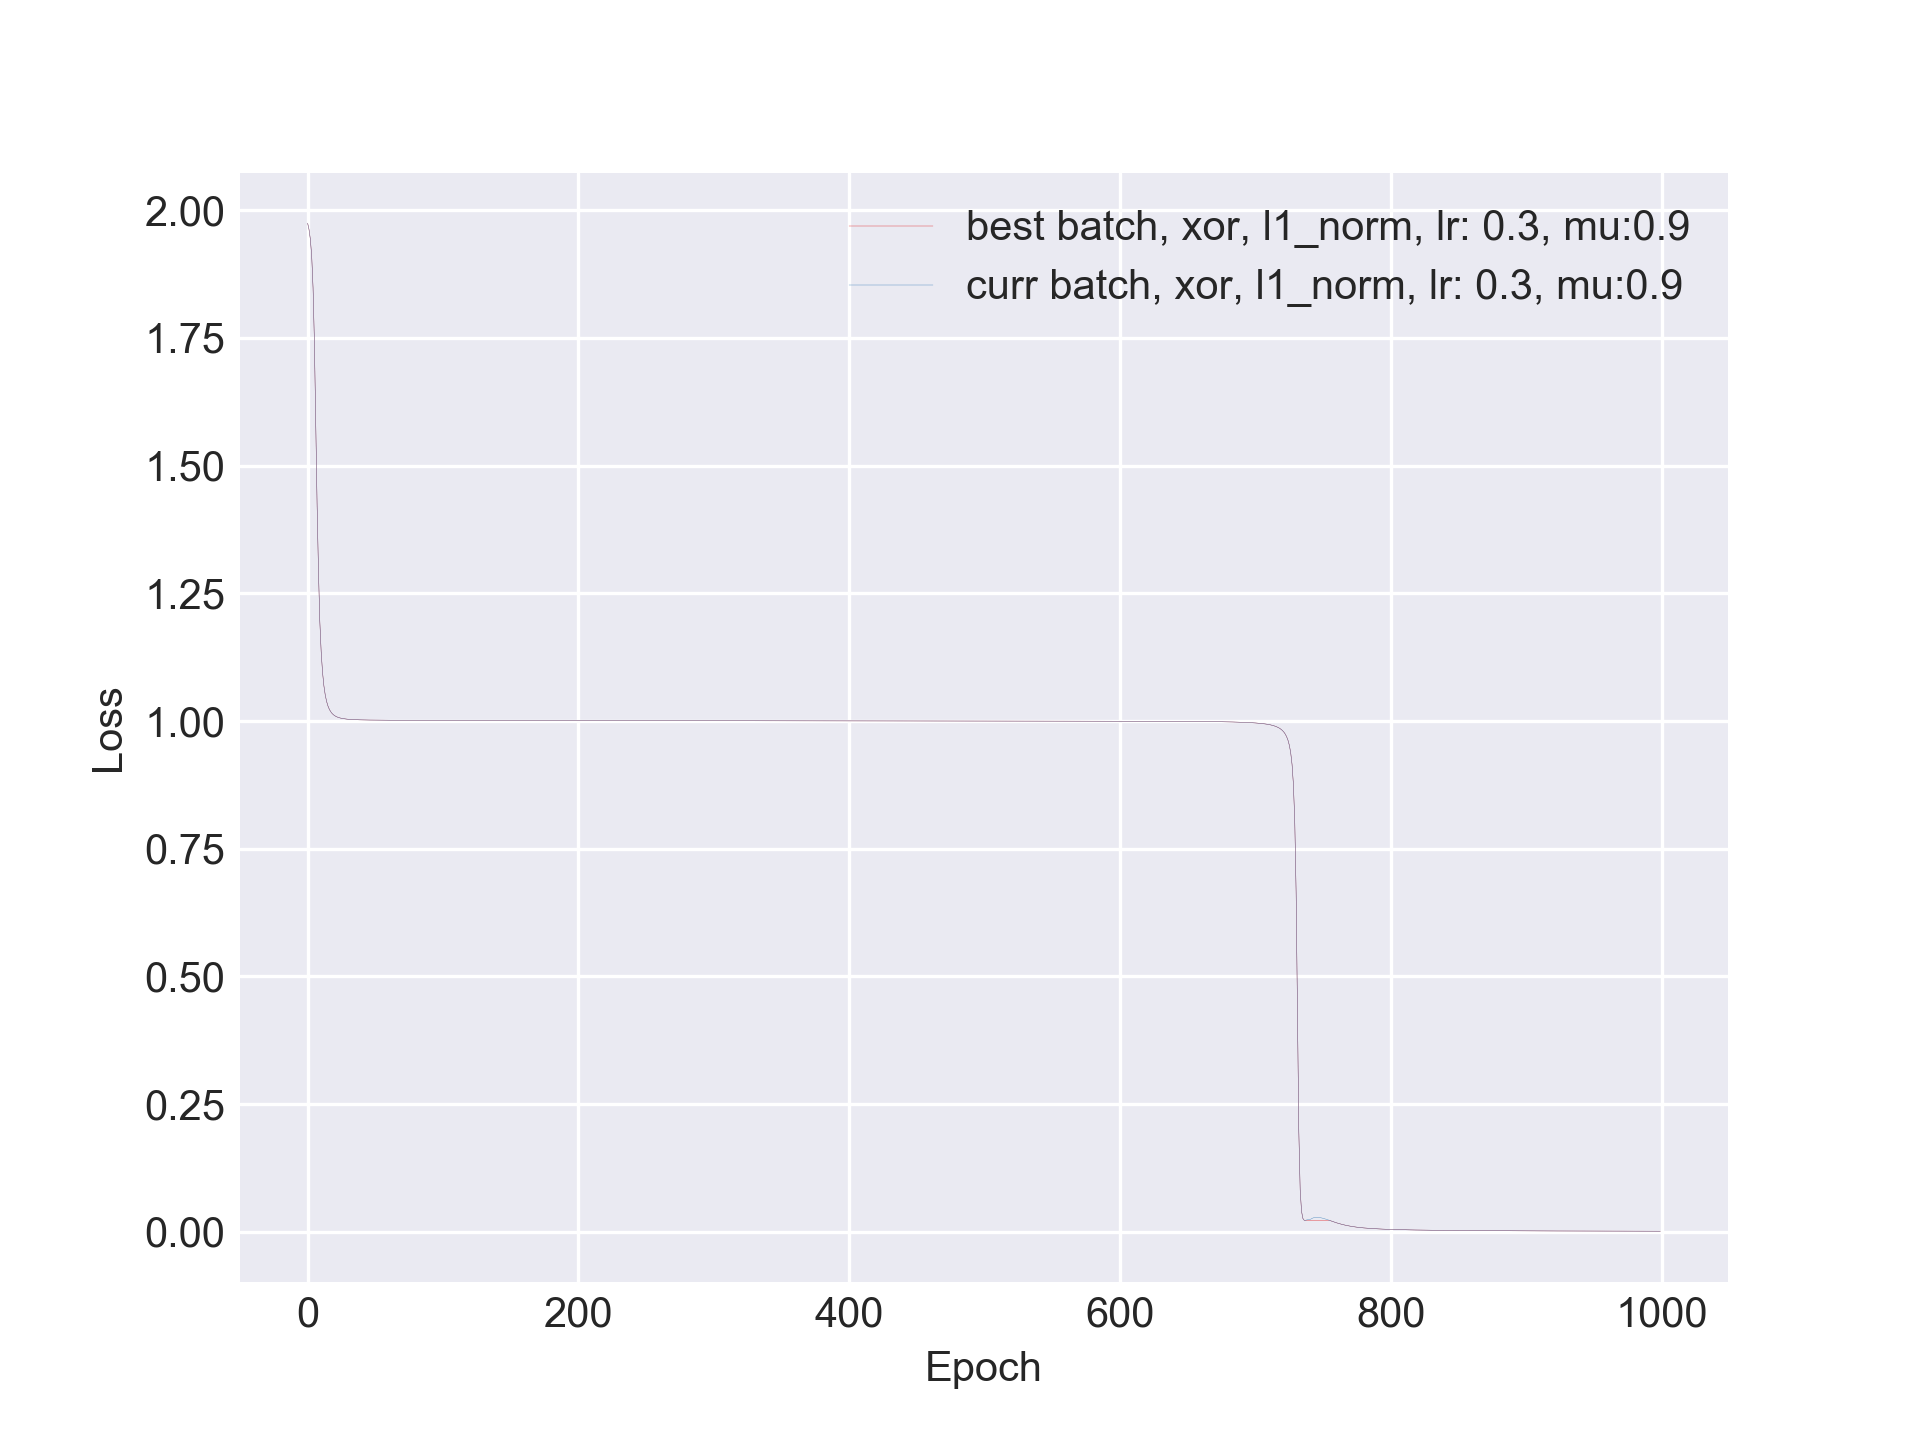 best batch, xor, l1_norm, lr: 0.3, mu:0.9
curr batch, xor, l1_norm, lr: 0.3, mu:0.9
2.00
1.75
1.50
1.25
1.00
0.75
0.50
0.25
0.00
Loss
0 200 400 600 800 1000
Epoch